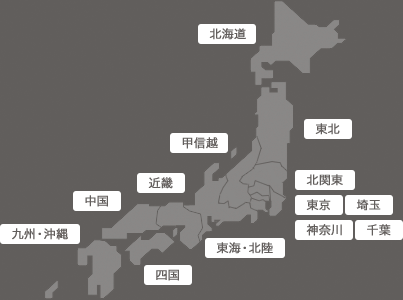 北海道
東北
甲信越
北関東
近畿
東京
埼玉
中国
神奈川
千葉
九州・沖縄
東海・北陸
四国